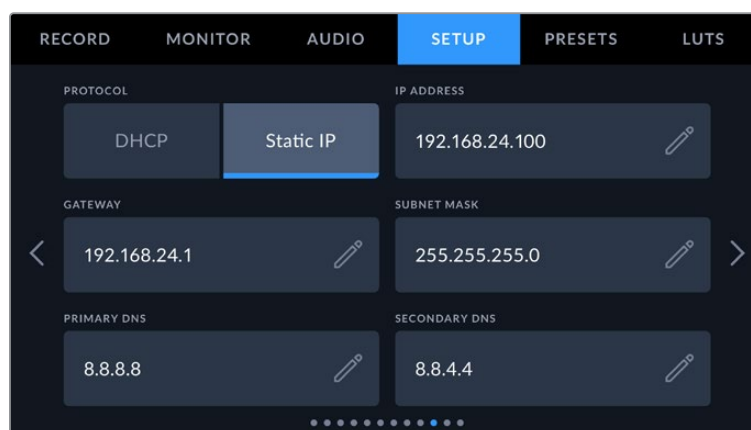 RECORD MONITOR AUDIO SETUP PRESETS LUTS
PROTOCOL IP ADDRESS
DHCP Static IP 192.168.24.100
GATEWAY SUBNET MASK
192.168.24.1 255.255.255.0
PRIMARY DNS SECONDARY DNS
8.8.8.8 8.8.4.4